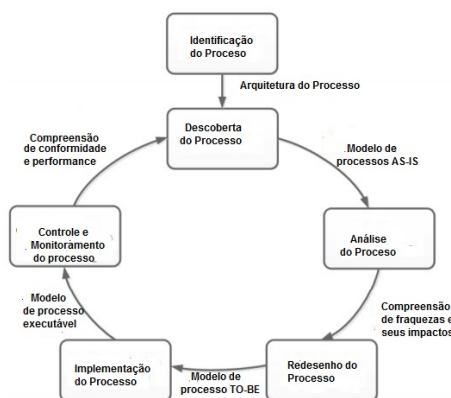 Identificação
do Proceso
Arquitetura do Processo
Descoberta
do Processo
Compreensão
de conformidade
e performance
Modelo de
processos AS-IS
Controle e
Monitoramento
do processo
Análise
do Proceso
Modelo
de processo
executável
Compreensão
de fraquezas e
seus impactos
Implementação
do Processo
Modelo de
processo TO-BE
Redesenho do
Processo